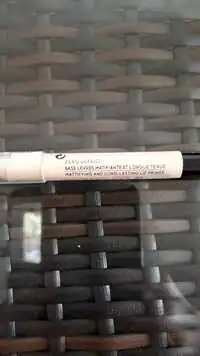 ZERO DEFAUT
BASE LEVRES MATIFIANTE ET LONGUE TENUE
MATTIFYING AND LONG-LASTING LIP PRIMER